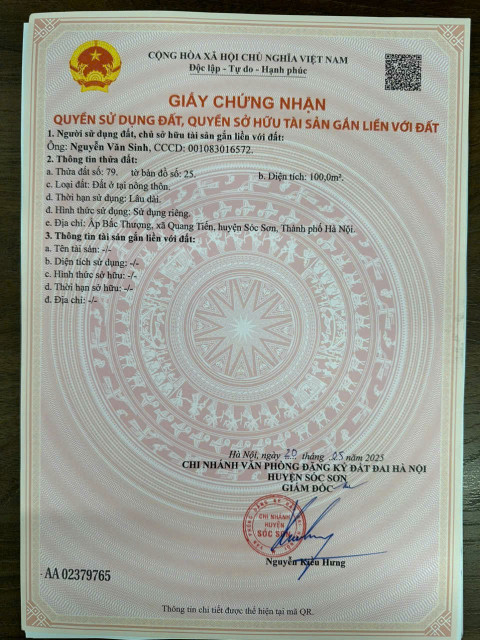 CỘNG HÒA XÃ HỘI CHỦ NGHĨA VIỆT NAM
Độc lập - Tự do - Hạnh phúc
GIẤY CHỨNG NHẬN
QUYỀN SỬ DỤNG ĐẤT, QUYỀN SỞ HỮU TÀI SẢN GẮN LIỀN VỚI ĐẤT
1. Người sử dụng đất, chủ sở hữu tài sản gắn liền với đất:
Ông: Nguyễn Văn Sinh, CCCD: 001083016572.
2. Thông tin thửa đất:
a. Thửa đất số: 79. tờ bản đồ số: 25. b. Diện tích: 100,0m².
c. Loại đất: Đất ở tại nông thôn.
d. Thời hạn sử dụng: Lâu dài.
đ. Hình thức sử dụng: Sử dụng riêng.
e. Địa chỉ: Áp Bắc Thượng, xã Quang Tiến, huyện Sóc Sơn, Thành phố Hà Nội.
3. Thông tin tài sản gắn liền với đất:
a. Tên tài sản: -/-
b. Diện tích sử dụng: -/-
c. Hình thức sở hữu: -/-
d. Thời hạn sở hữu: -/-
đ. Địa chỉ: -/-
Hà Nội, ngày 20 tháng 05 năm 2025
CHI NHÁNH VĂN PHÒNG ĐĂNG KÝ ĐẤT ĐAI HÀ NỘI
HUYỆN SÓC SƠN
GIÁM ĐỐC
CHI NHÁNH
HUYỆN
SÓC SƠN
Nguyễn Kiều Hưng
AA 02379765
Thông tin chi tiết được thể hiện tại mã QR.